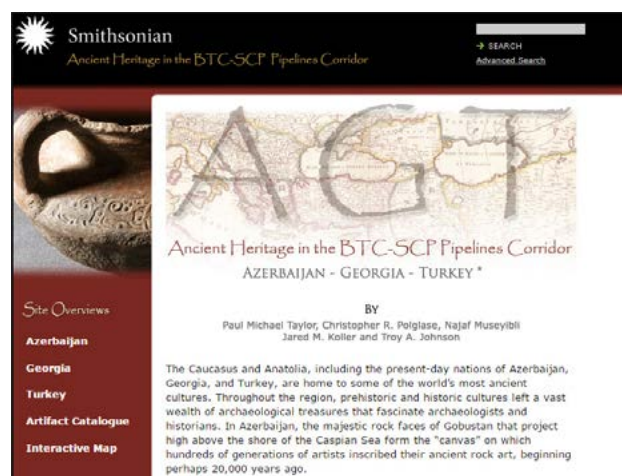 Smithsonian
Ancient Heritage in the BTC-SCP Pipelines Corridor
SEARCH
Advanced Search
AGT
Ancient Heritage in the BTC-SCP Pipelines Corridor
AZERBAIJAN - GEORGIA - TURKEY *
BY
Paul Michael Taylor, Christopher R. Polglase, Najaf Museyibli
Jared M. Koller and Troy A. Johnson
Site Overviews
Azerbaijan
Georgia
Turkey
Artifact Catalogue
Interactive Map
The Caucasus and Anatolia, including the present-day nations of Azerbaijan,
Georgia, and Turkey, are home to some of the world's most ancient
cultures. Throughout the region, prehistoric and historic cultures left a vast
wealth of archaeological treasures that fascinate archaeologists and
historians. In Azerbaijan, the majestic rock faces of Gobustan that project
high above the shore of the Caspian Sea form the "canvas" on which
hundreds of generations of artists inscribed their ancient rock art, beginning
perhaps 20,000 years ago.